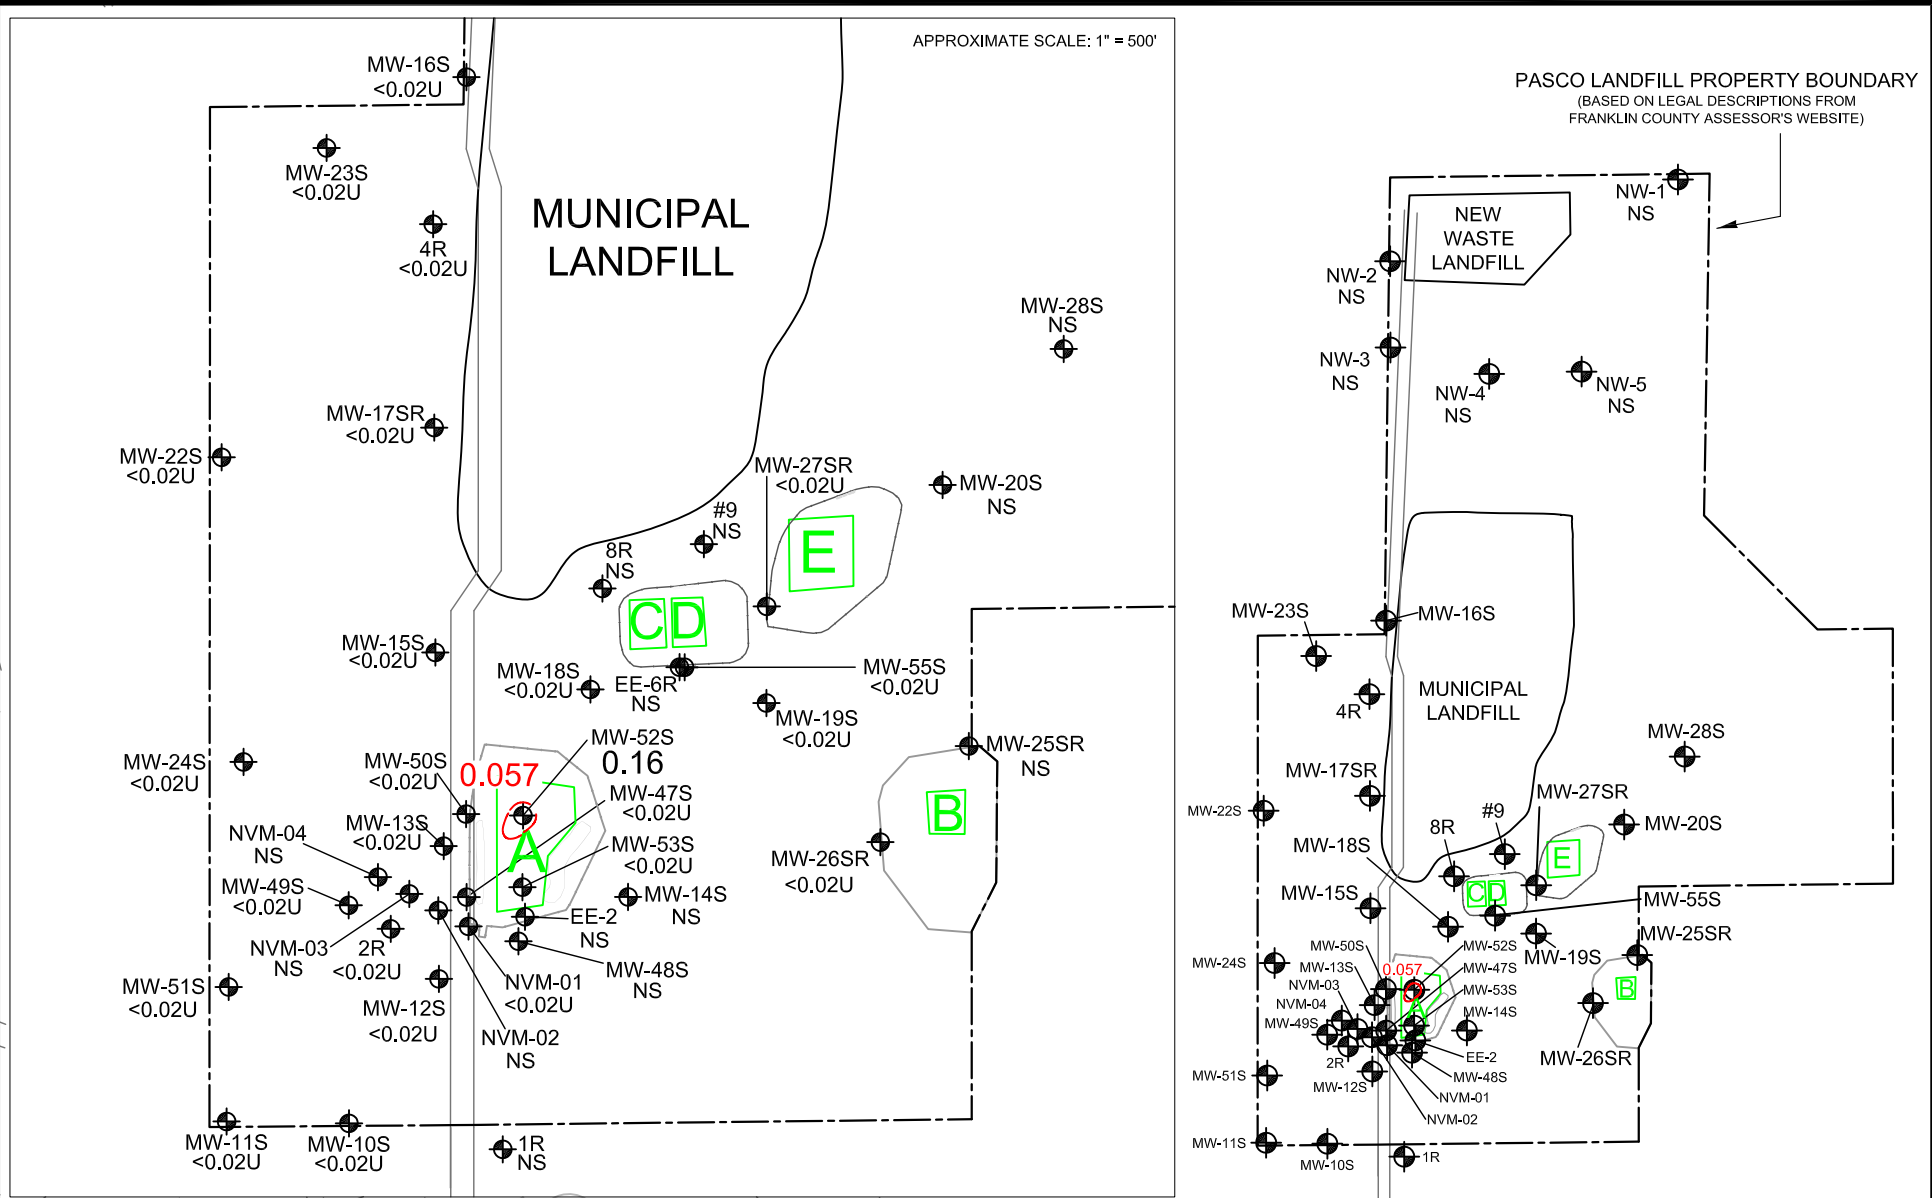 APPROXIMATE SCALE: 1" = 500'
MW-16S
<0.02U
MW-23S
<0.02U
4R
<0.02U
MUNICIPAL
LANDFILL
MW-28S
NS
MW-17SR
<0.02U
MW-22S
<0.02U
MW-27SR
<0.02U
MW-20S
NS
#9
NS
8R
NS
E
C D
MW-15S
<0.02U
MW-18S
<0.02U
EE-6R
NS
MW-55S
<0.02U
MW-19S
<0.02U
MW-25SR
NS
MW-52S
0.16
MW-24S
<0.02U
MW-50S
<0.02U
0.057
MW-47S
<0.02U
MW-13S
<0.02U
NVM-04
NS
A
B
MW-53S
<0.02U
MW-26SR
<0.02U
MW-49S
<0.02U
MW-14S
NS
EE-2
NS
NVM-03
NS
2R
<0.02U
MW-48S
NS
MW-51S
<0.02U
MW-12S
<0.02U
NVM-01
<0.02U
NVM-02
NS
MW-11S
<0.02U
MW-10S
<0.02U
1R
NS
PASCO LANDFILL PROPERTY BOUNDARY
(BASED ON LEGAL DESCRIPTIONS FROM
FRANKLIN COUNTY ASSESSOR'S WEBSITE)
NW-1
NS
NEW
WASTE
LANDFILL
NW-2
NS
NW-3
NS
NW-4
NS
NW-5
NS
MW-23S
MW-16S
MUNICIPAL
LANDFILL
4R
MW-28S
MW-17SR
MW-27SR
MW-22S
#9
MW-20S
8R
MW-18S
E
C D
MW-15S
MW-55S
MW-25SR
MW-50S
MW-52S
MW-19S
MW-24S
MW-13S
0.057
MW-47S
NVM-03
MW-53S
B
NVM-04
A
MW-14S
MW-49S
EE-2
MW-26SR
2R
MW-51S
MW-48S
MW-12S
NVM-01
NVM-02
MW-11S
MW-10S
1R